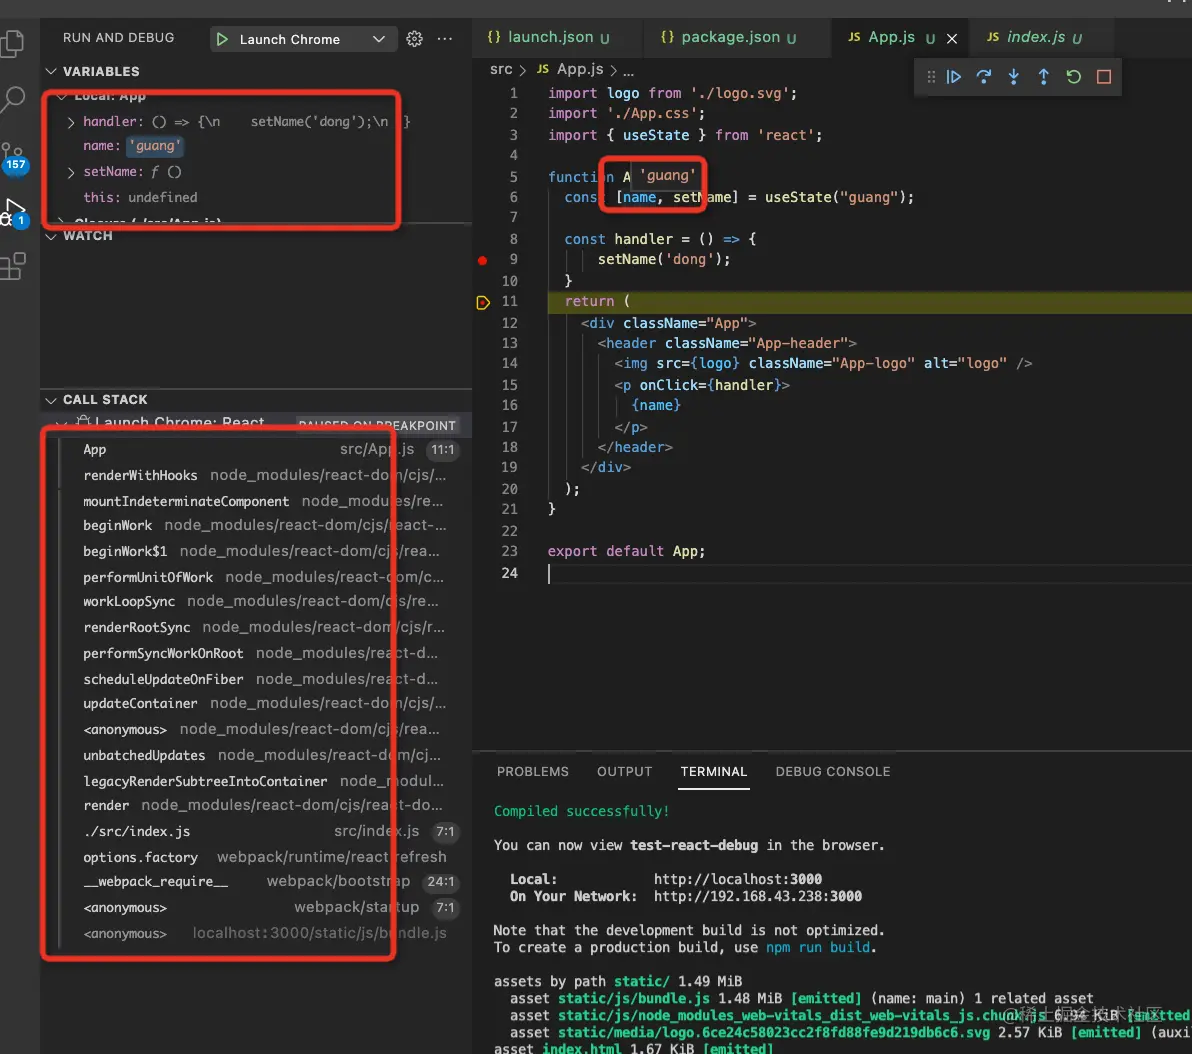 RUN AND DEBUG
Launch Chrome
VARIABLES
Local: App
handler: () => {\n    setName('dong');\n  }
name: 'guang'
setName: ƒ ()
this: undefined
Closure (./src/App.js)
WATCH
CALL STACK
Launch Chrome: React
PAUSED ON BREAKPOINT
App src/App.js 11:1
renderWithHooks node_modules/react-dom/cjs/...
mountIndeterminateComponent node_modules/re...
beginWork node_modules/react-dom/cjs/react-...
beginWork$1 node_modules/react-dom/cjs/rea...
performUnitOfWork node_modules/react-dom/c...
workLoopSync node_modules/react-dom/cjs/re...
renderRootSync node_modules/react-dom/cjs/r...
performSyncWorkOnRoot node_modules/react-d...
scheduleUpdateOnFiber node_modules/react-d...
updateContainer node_modules/react-dom/cjs/...
<anonymous> node_modules/react-dom/cjs/rea...
unbatchedUpdates node_modules/react-dom/cj...
legacyRenderSubtreeIntoContainer node_modul...
render node_modules/react-dom/cjs/react-do...
./src/index.js src/index.js 7:1
options.factory webpack/runtime/react refresh
__webpack_require__ webpack/bootstrap 24:1
<anonymous> webpack/startup 7:1
<anonymous> localhost:3000/static/js/bundle.js
157
1
{} launch.json U
{} package.json U
JS App.js U
JS index.js U
src > JS App.js > ...
1 import logo from './logo.svg';
2 import './App.css';
3 import { useState } from 'react';
4
5 function A
'guang'
6 const [name, setName] = useState("guang");
7
8 const handler = () => {
9 setName('dong');
10 }
11 return (
12 <div className="App">
13 <header className="App-header">
14 <img src={logo} className="App-logo" alt="logo" />
15 <p onClick={handler}>
16 {name}
17 </p>
18 </header>
19 </div>
20 );
21 }
22
23 export default App;
24
PROBLEMS OUTPUT TERMINAL DEBUG CONSOLE
Compiled successfully!
You can now view test-react-debug in the browser.
Local: http://localhost:3000
On Your Network: http://192.168.43.238:3000
Note that the development build is not optimized.
To create a production build, use npm run build.
assets by path static/ 1.49 MiB
asset static/js/bundle.js 1.48 MiB [emitted] (name: main) 1 related asset
asset static/js/node_modules_web-vitals_dist_web-vitals_js.chunk.js 6.94 KiB [emitted
asset static/media/logo.6ce24c58023cc2f8fd88fe9d219db6c6.svg 2.57 KiB [emitted] (auxi
asset index.html 1.67 KiB [emitted]
@稀土掘金技术社区